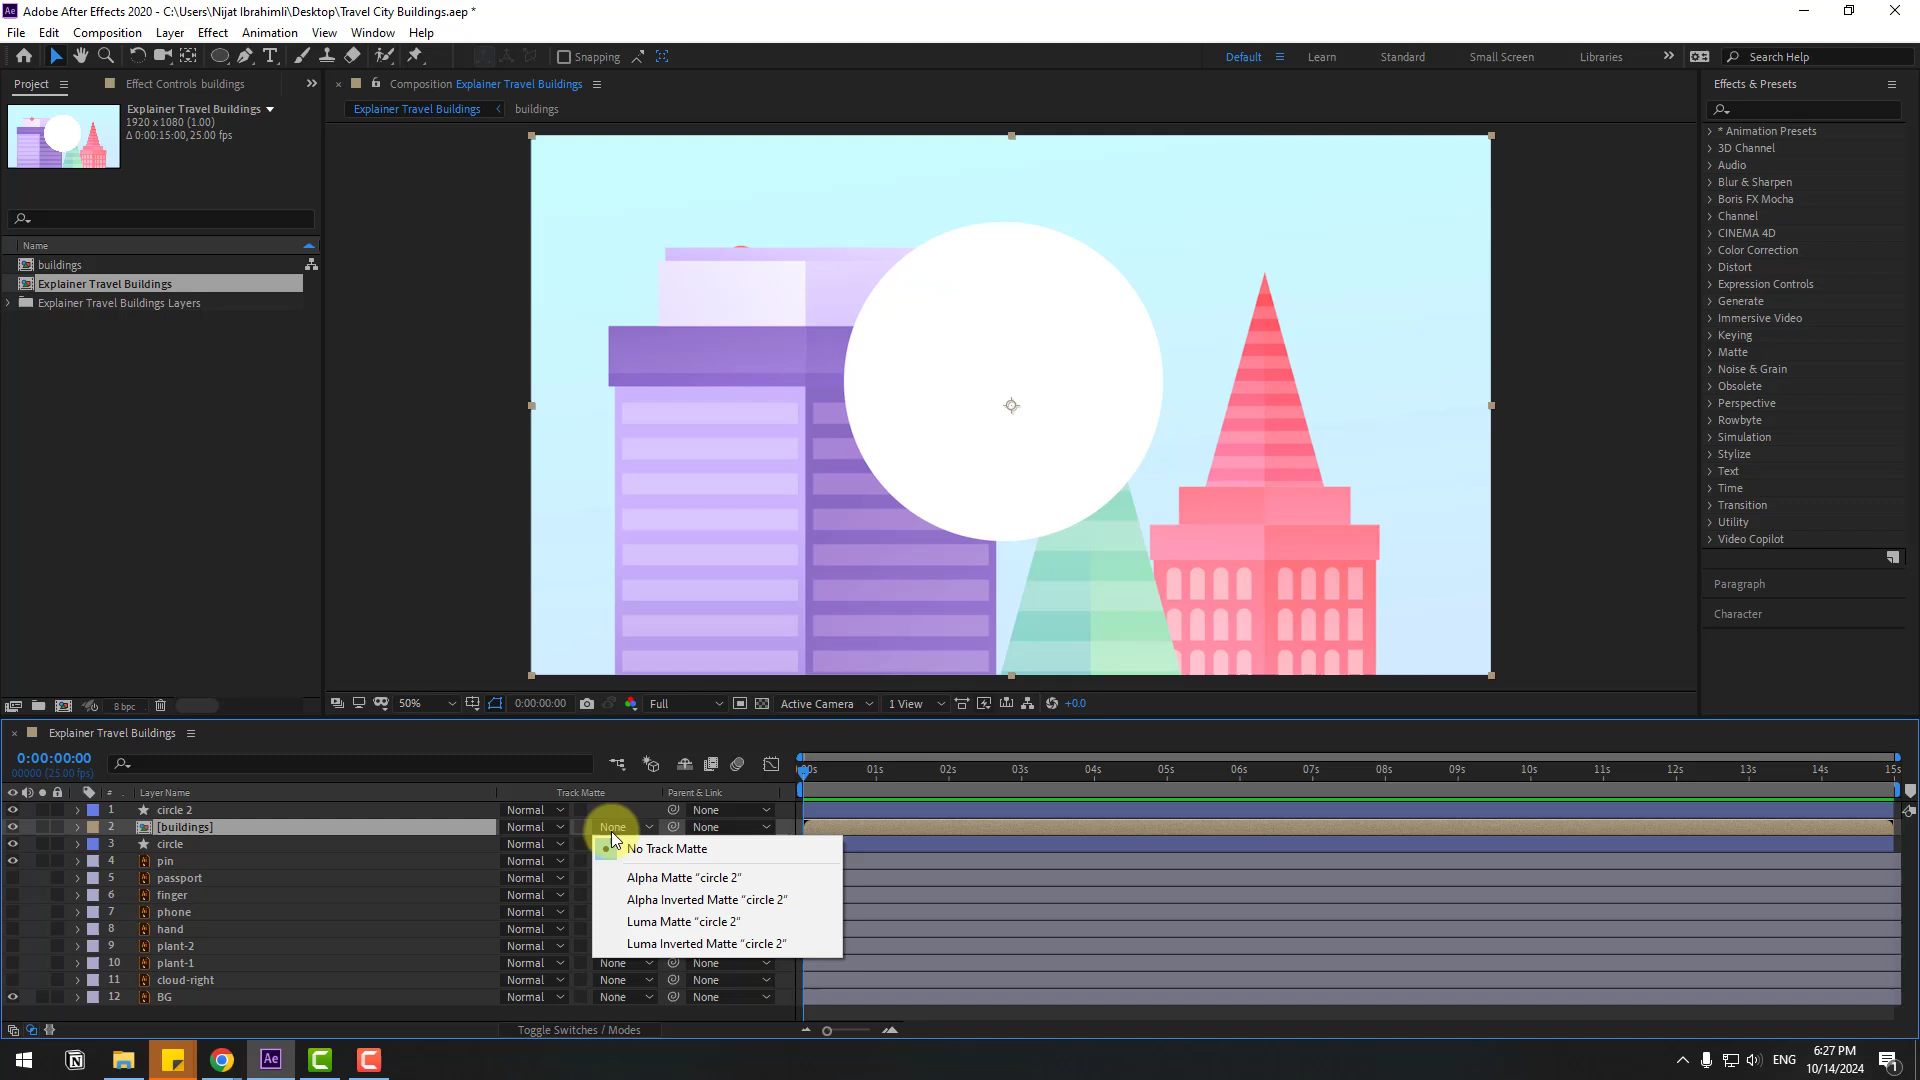 Adobe After Effects 2020 - C:\Users\Nijat Ibrahimli\Desktop\Travel City Buildings.aep *
File Edit Composition Layer Effect Animation View Window Help
Snapping
Default Learn Standard Small Screen Libraries Search Help
Project Effect Controls buildings
Composition Explainer Travel Buildings
Effects & Presets
Explainer Travel Buildings
1920 x 1080 (1.00)
Δ 0:00:15:00, 25.00 fps
Explainer Travel Buildings buildings
Name
buildings
Explainer Travel Buildings
Explainer Travel Buildings Layers
* Animation Presets
3D Channel
Audio
Blur & Sharpen
Boris FX Mocha
Channel
CINEMA 4D
Color Correction
Distort
Expression Controls
Generate
Immersive Video
Keying
Matte
Noise & Grain
Obsolete
Perspective
Rowbyte
Simulation
Stylize
Text
Time
Transition
Utility
Video Copilot
Paragraph
Character
8 bpc
50% 0:00:00:00 Full Active Camera 1 View +0.0
Explainer Travel Buildings
0:00:00:00
00000 (25.00 fps)
00s 01s 02s 03s 04s 05s 06s 07s 08s 09s 10s 11s 12s 13s 14s 15s
# Layer Name Track Matte Parent & Link
1 circle 2 Normal None
2 [buildings] Normal None None
3 circle Normal
4 pin Normal
5 passport Normal
6 finger Normal
7 phone Normal
8 hand Normal
9 plant-2 Normal
10 plant-1 Normal None None
11 cloud-right Normal None None
12 BG Normal None None
No Track Matte
Alpha Matte “circle 2”
Alpha Inverted Matte “circle 2”
Luma Matte “circle 2”
Luma Inverted Matte “circle 2”
Toggle Switches / Modes
Ae
ENG
6:27 PM
10/14/2024
1